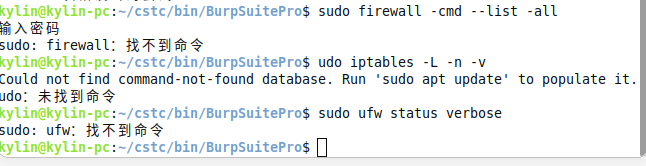 kylin@kylin-pc:~/cstc/bin/BurpSuitePro$ sudo firewall -cmd --list -all
输入密码
sudo: firewall：找不到命令
kylin@kylin-pc:~/cstc/bin/BurpSuitePro$ udo iptables -L -n -v
Could not find command-not-found database. Run 'sudo apt update' to populate it.
udo：未找到命令
kylin@kylin-pc:~/cstc/bin/BurpSuitePro$ sudo ufw status verbose
sudo: ufw：找不到命令
kylin@kylin-pc:~/cstc/bin/BurpSuitePro$